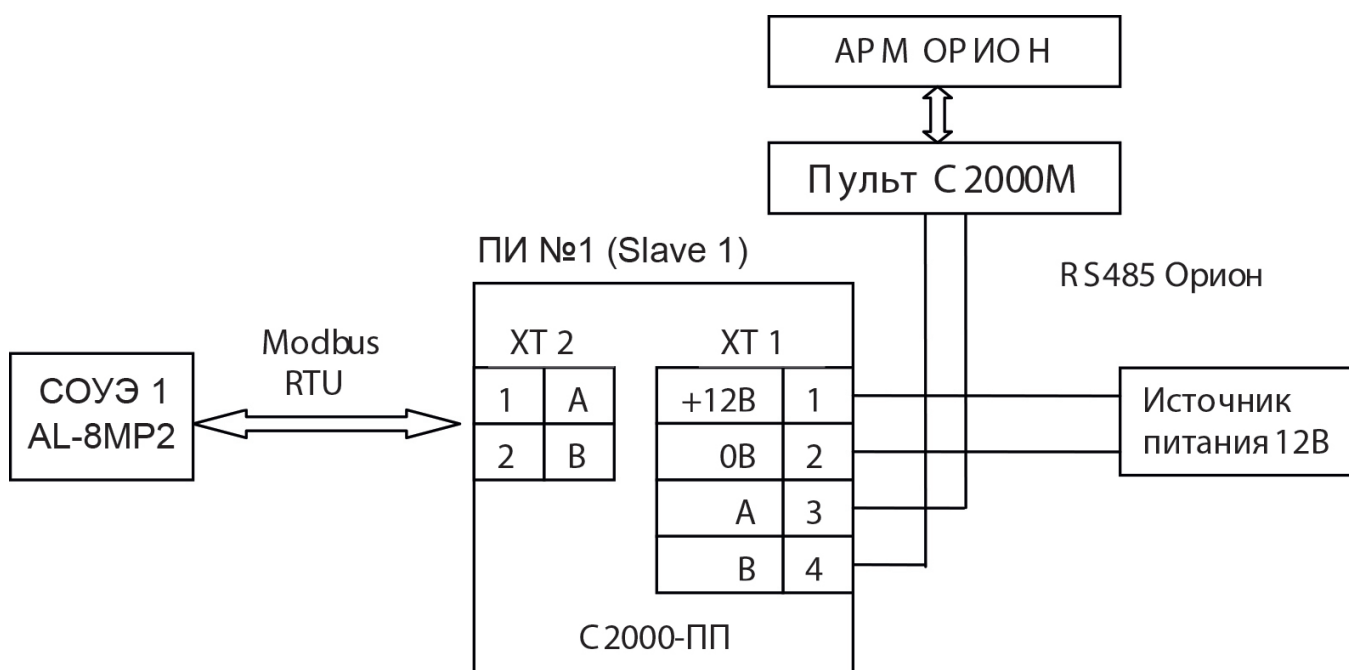 АРМ ОРИОН
Пульт С2000М
ПИ №1 (Slave 1)
RS485 Орион
Modbus
RTU
СОУЭ 1
AL-8MP2
XT 2
1 A
2 B
XT 1
+12В 1
0В 2
A 3
B 4
Источник
питания 12В
С2000-ПП